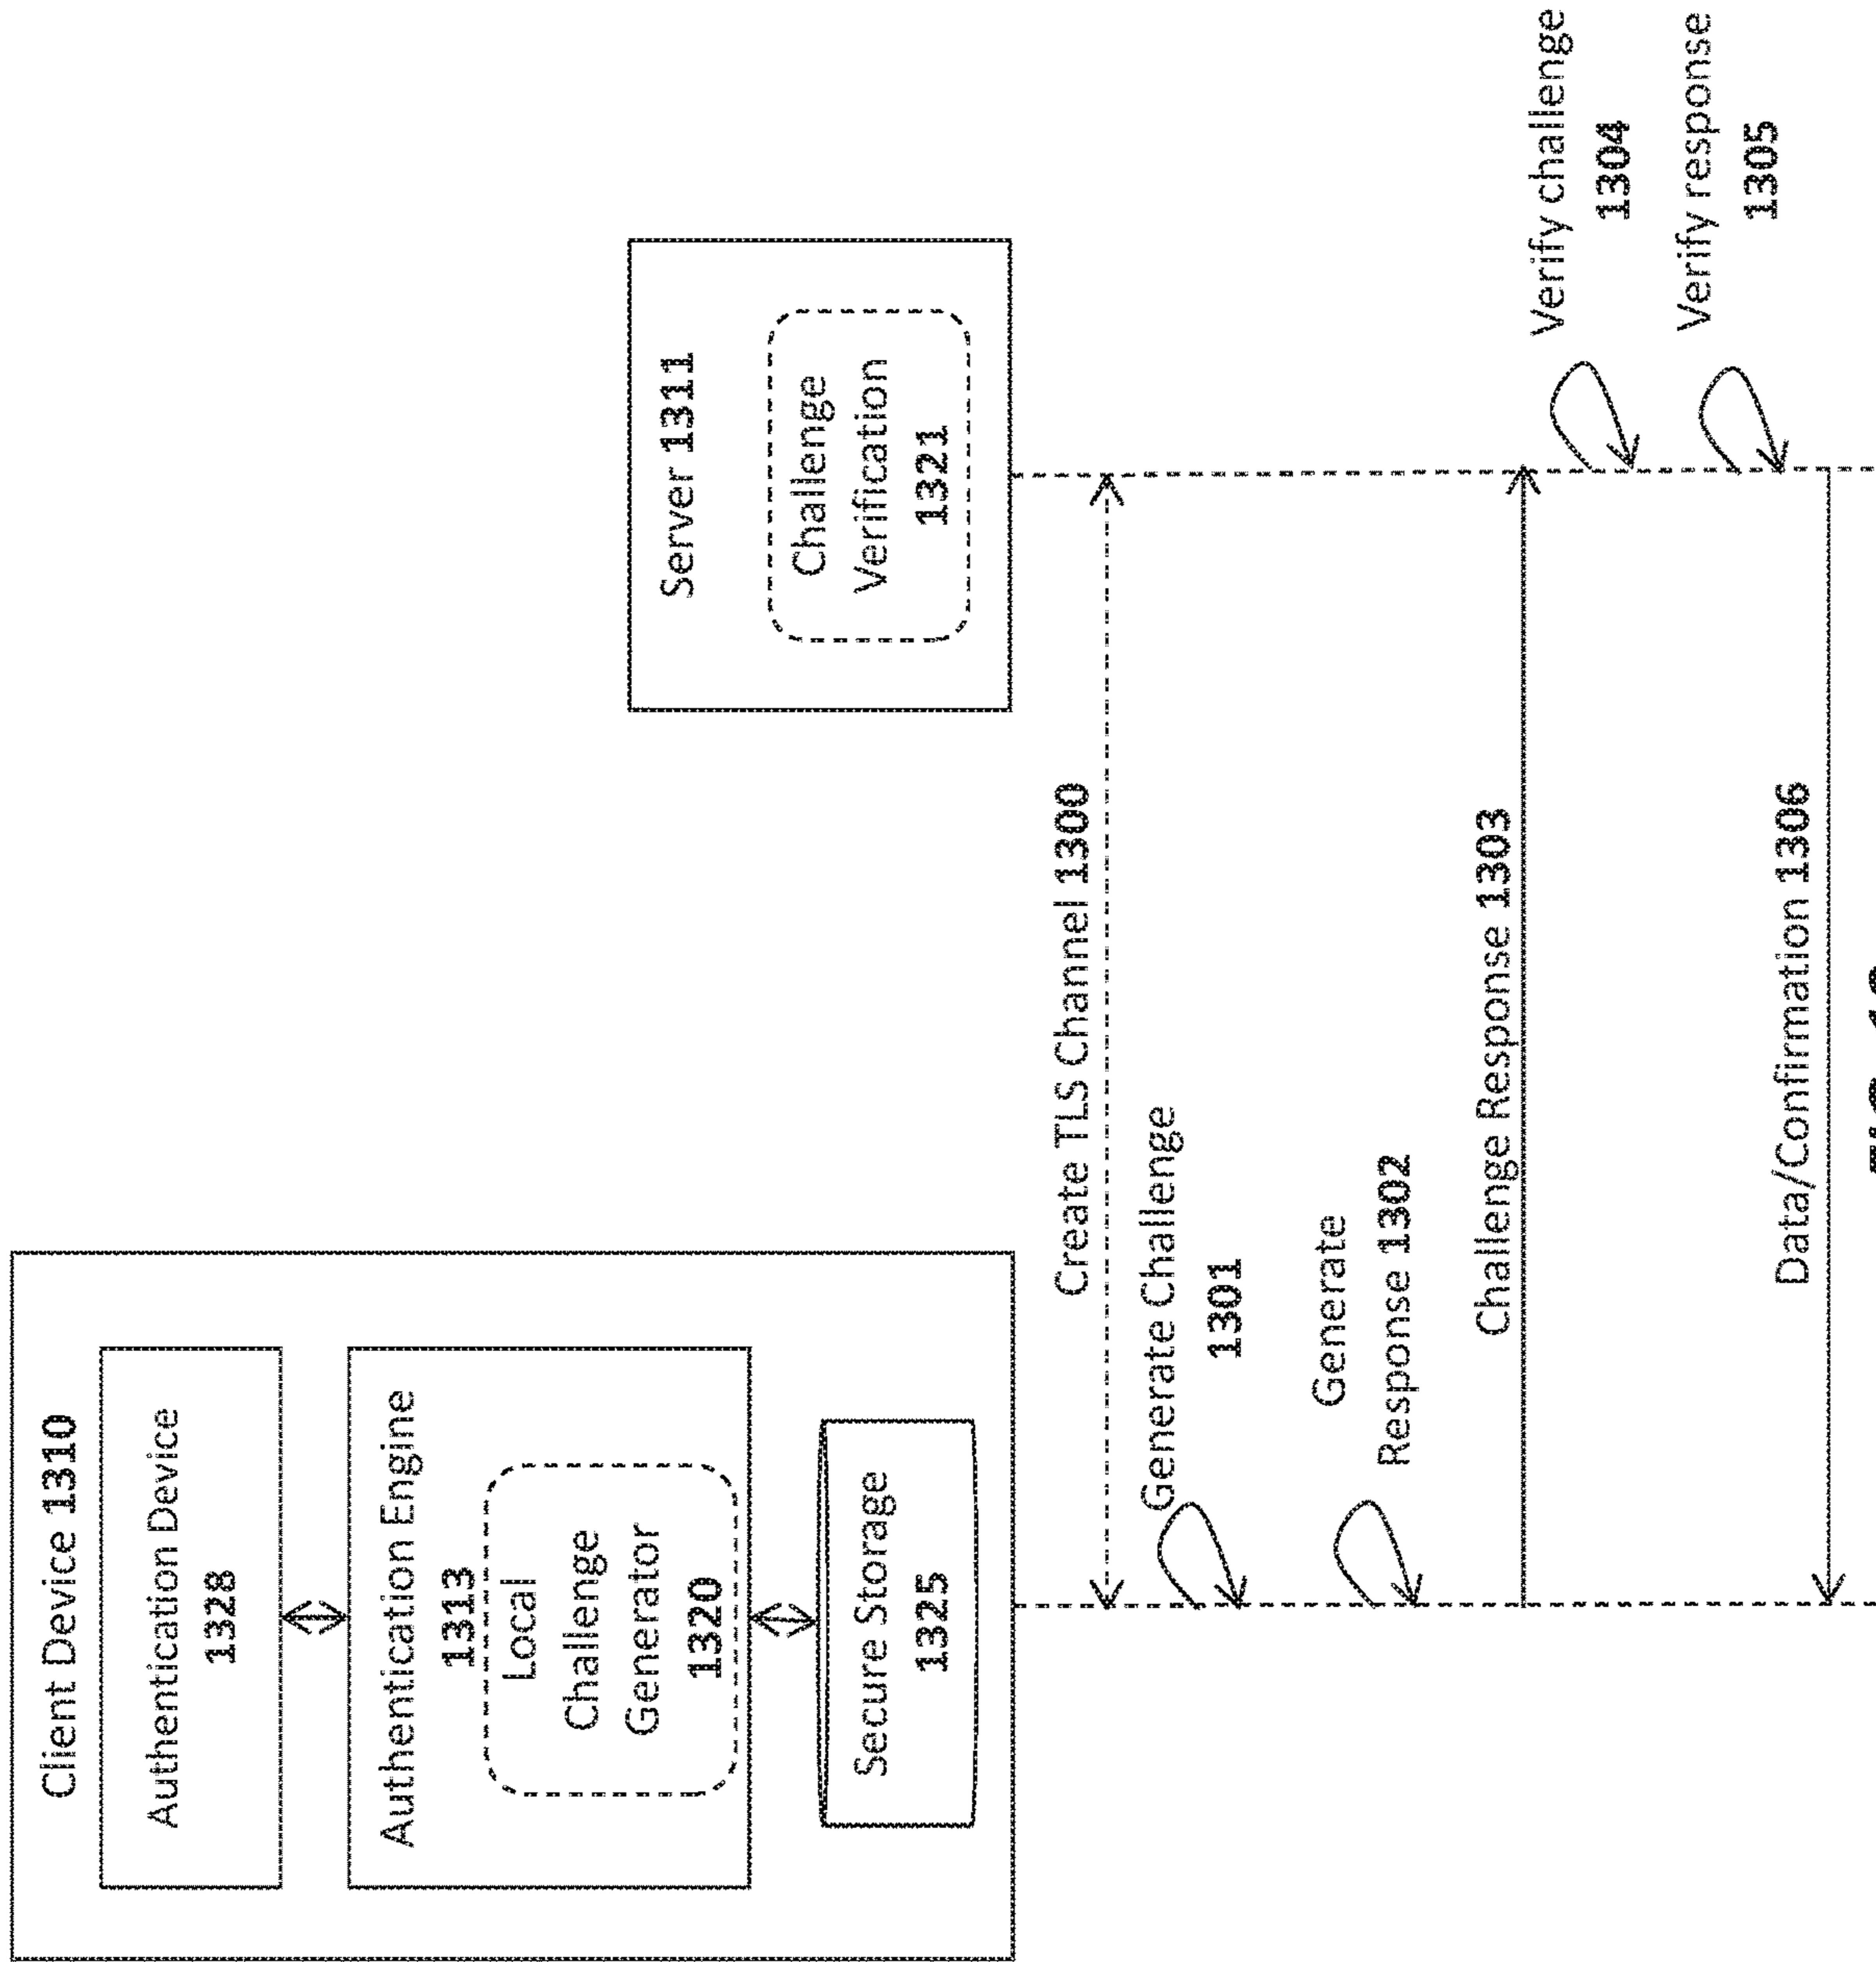 Client Device 1310
Authentication Device
1328
Authentication Engine
1313
Local
Challenge
Generator
1320
Secure Storage
1325
Server 1311
Challenge
Verification
1321
Create TLS Channel 1300
Generate Challenge
1301
Generate
Response 1302
Challenge Response 1303
Verify challenge
1304
Verify response
1305
Data/Confirmation 1306